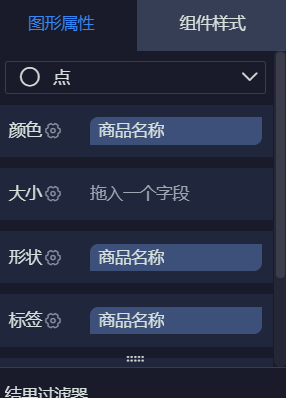 图形属性 组件样式
点
颜色 商品名称
大小 拖入一个字段
形状 商品名称
标签 商品名称
结果过滤器